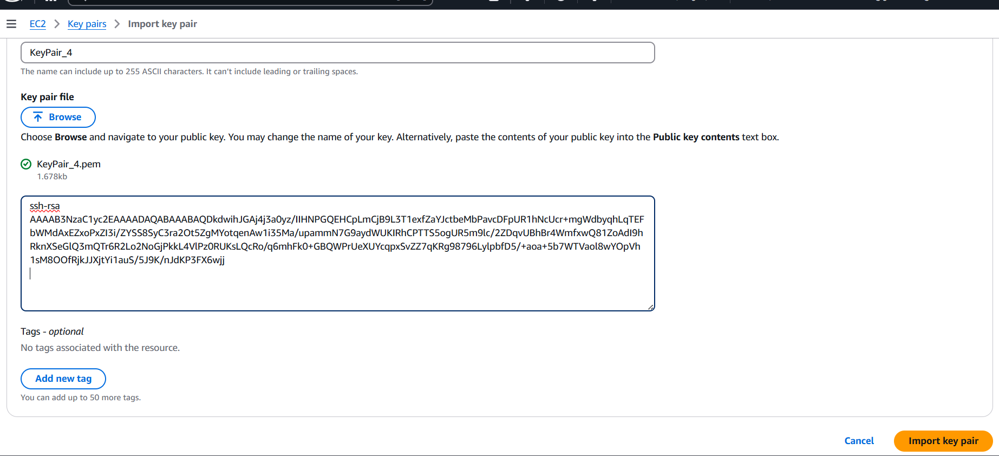 EC2 > Key pairs > Import key pair
KeyPair_4
The name can include up to 255 ASCII characters. It can't include leading or trailing spaces.
Key pair file
Browse
Choose Browse and navigate to your public key. You may change the name of your key. Alternatively, paste the contents of your public key into the Public key contents text box.
KeyPair_4.pem
1.678kb
ssh-rsa
AAAAB3NzaC1yc2EAAAADAQABAAABAQDkdwihJGAj4j3a0yz/IIHNPGQEHCpLmCjB9L3T1exfZaYJctbeMbPavcDFpUR1hNcUcr+mgWdbyqhLqTEF
bWMdAxEZxoPxZI3i/ZYSS8SyC3ra2Ot5ZgMYotqenAw1i35Ma/upammN7G9aydWUKIRhCPTTS5ogUR5m9lc/2ZDqvUBhBr4WmfxwQ81ZoAdI9h
RknXSeGlQ3mQTr6R2Lo2NoGjPkkL4VlPz0RUKsLQcRo/q6mhFk0+GBQWPrUeXUYcqpxSvZZ7qKRg98796LylpbfD5/+aoa+5b7WTVaol8wYOpVh
1sM8OOfRjkJJXjtYi1auS/5J9K/nJdKP3FX6wjj
Tags - optional
No tags associated with the resource.
Add new tag
You can add up to 50 more tags.
Cancel
Import key pair